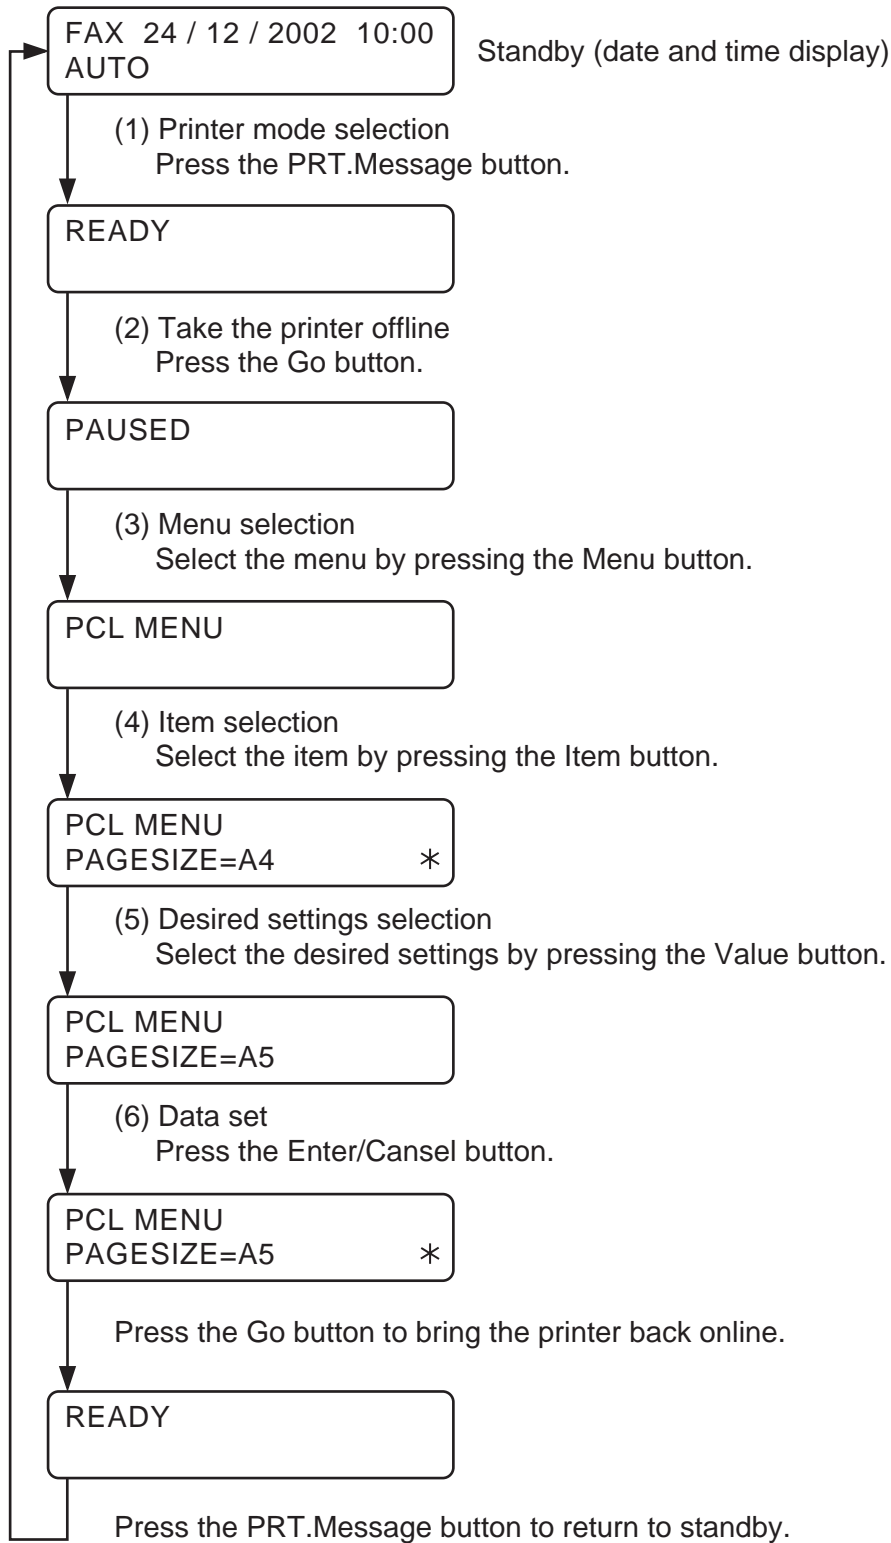 FAX 24 / 12 / 2002 10:00
AUTO
Standby (date and time display)
(1) Printer mode selection
Press the PRT.Message button.
READY
(2) Take the printer offline
Press the Go button.
PAUSED
(3) Menu selection
Select the menu by pressing the Menu button.
PCL MENU
(4) Item selection
Select the item by pressing the Item button.
PCL MENU
PAGESIZE=A4 *
(5) Desired settings selection
Select the desired settings by pressing the Value button.
PCL MENU
PAGESIZE=A5
(6) Data set
Press the Enter/Cansel button.
PCL MENU
PAGESIZE=A5 *
Press the Go button to bring the printer back online.
READY
Press the PRT.Message button to return to standby.